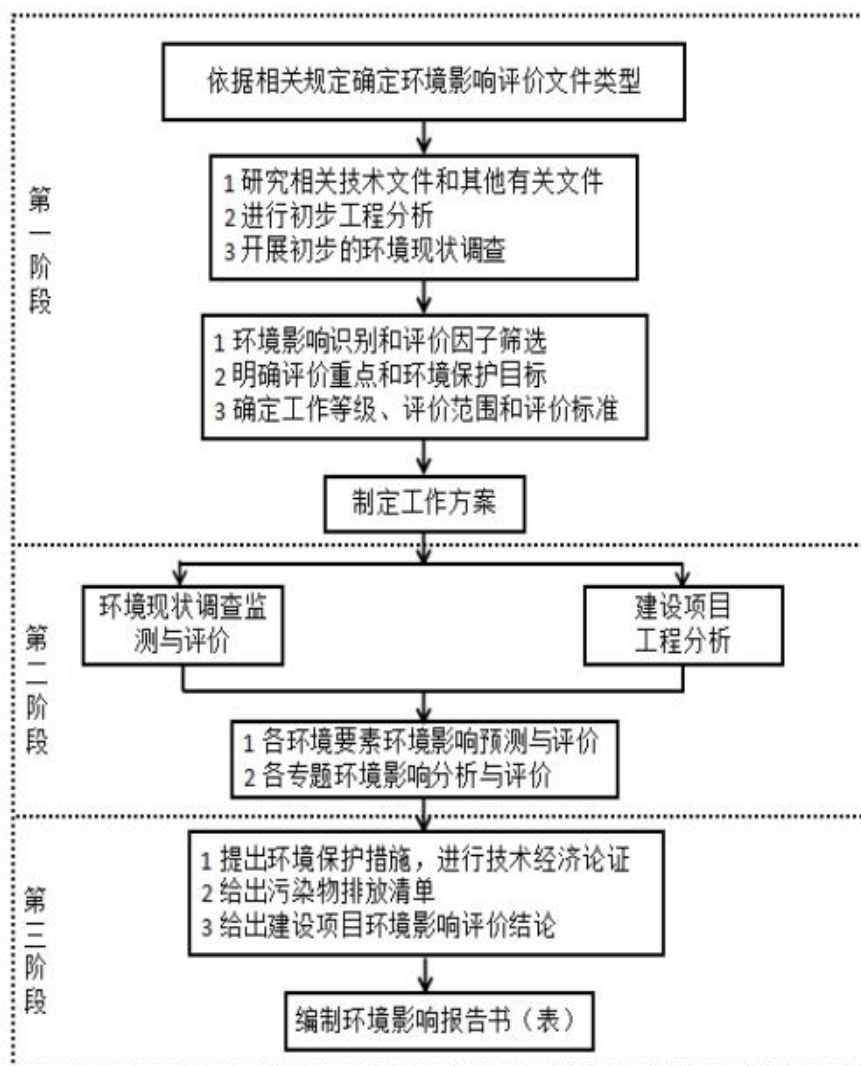 依据相关规定确定环境影响评价文件类型
第一阶段
1 研究相关技术文件和其他有关文件
2 进行初步工程分析
3 开展初步的环境现状调查
1 环境影响识别和评价因子筛选
2 明确评价重点和环境保护目标
3 确定工作等级、评价范围和评价标准
制定工作方案
第二阶段
环境现状调查监
测与评价
建设项目
工程分析
1 各环境要素环境影响预测与评价
2 各专题环境影响分析与评价
第三阶段
1 提出环境保护措施，进行技术经济论证
2 给出污染物排放清单
3 给出建设项目环境影响评价结论
编制环境影响报告书（表）